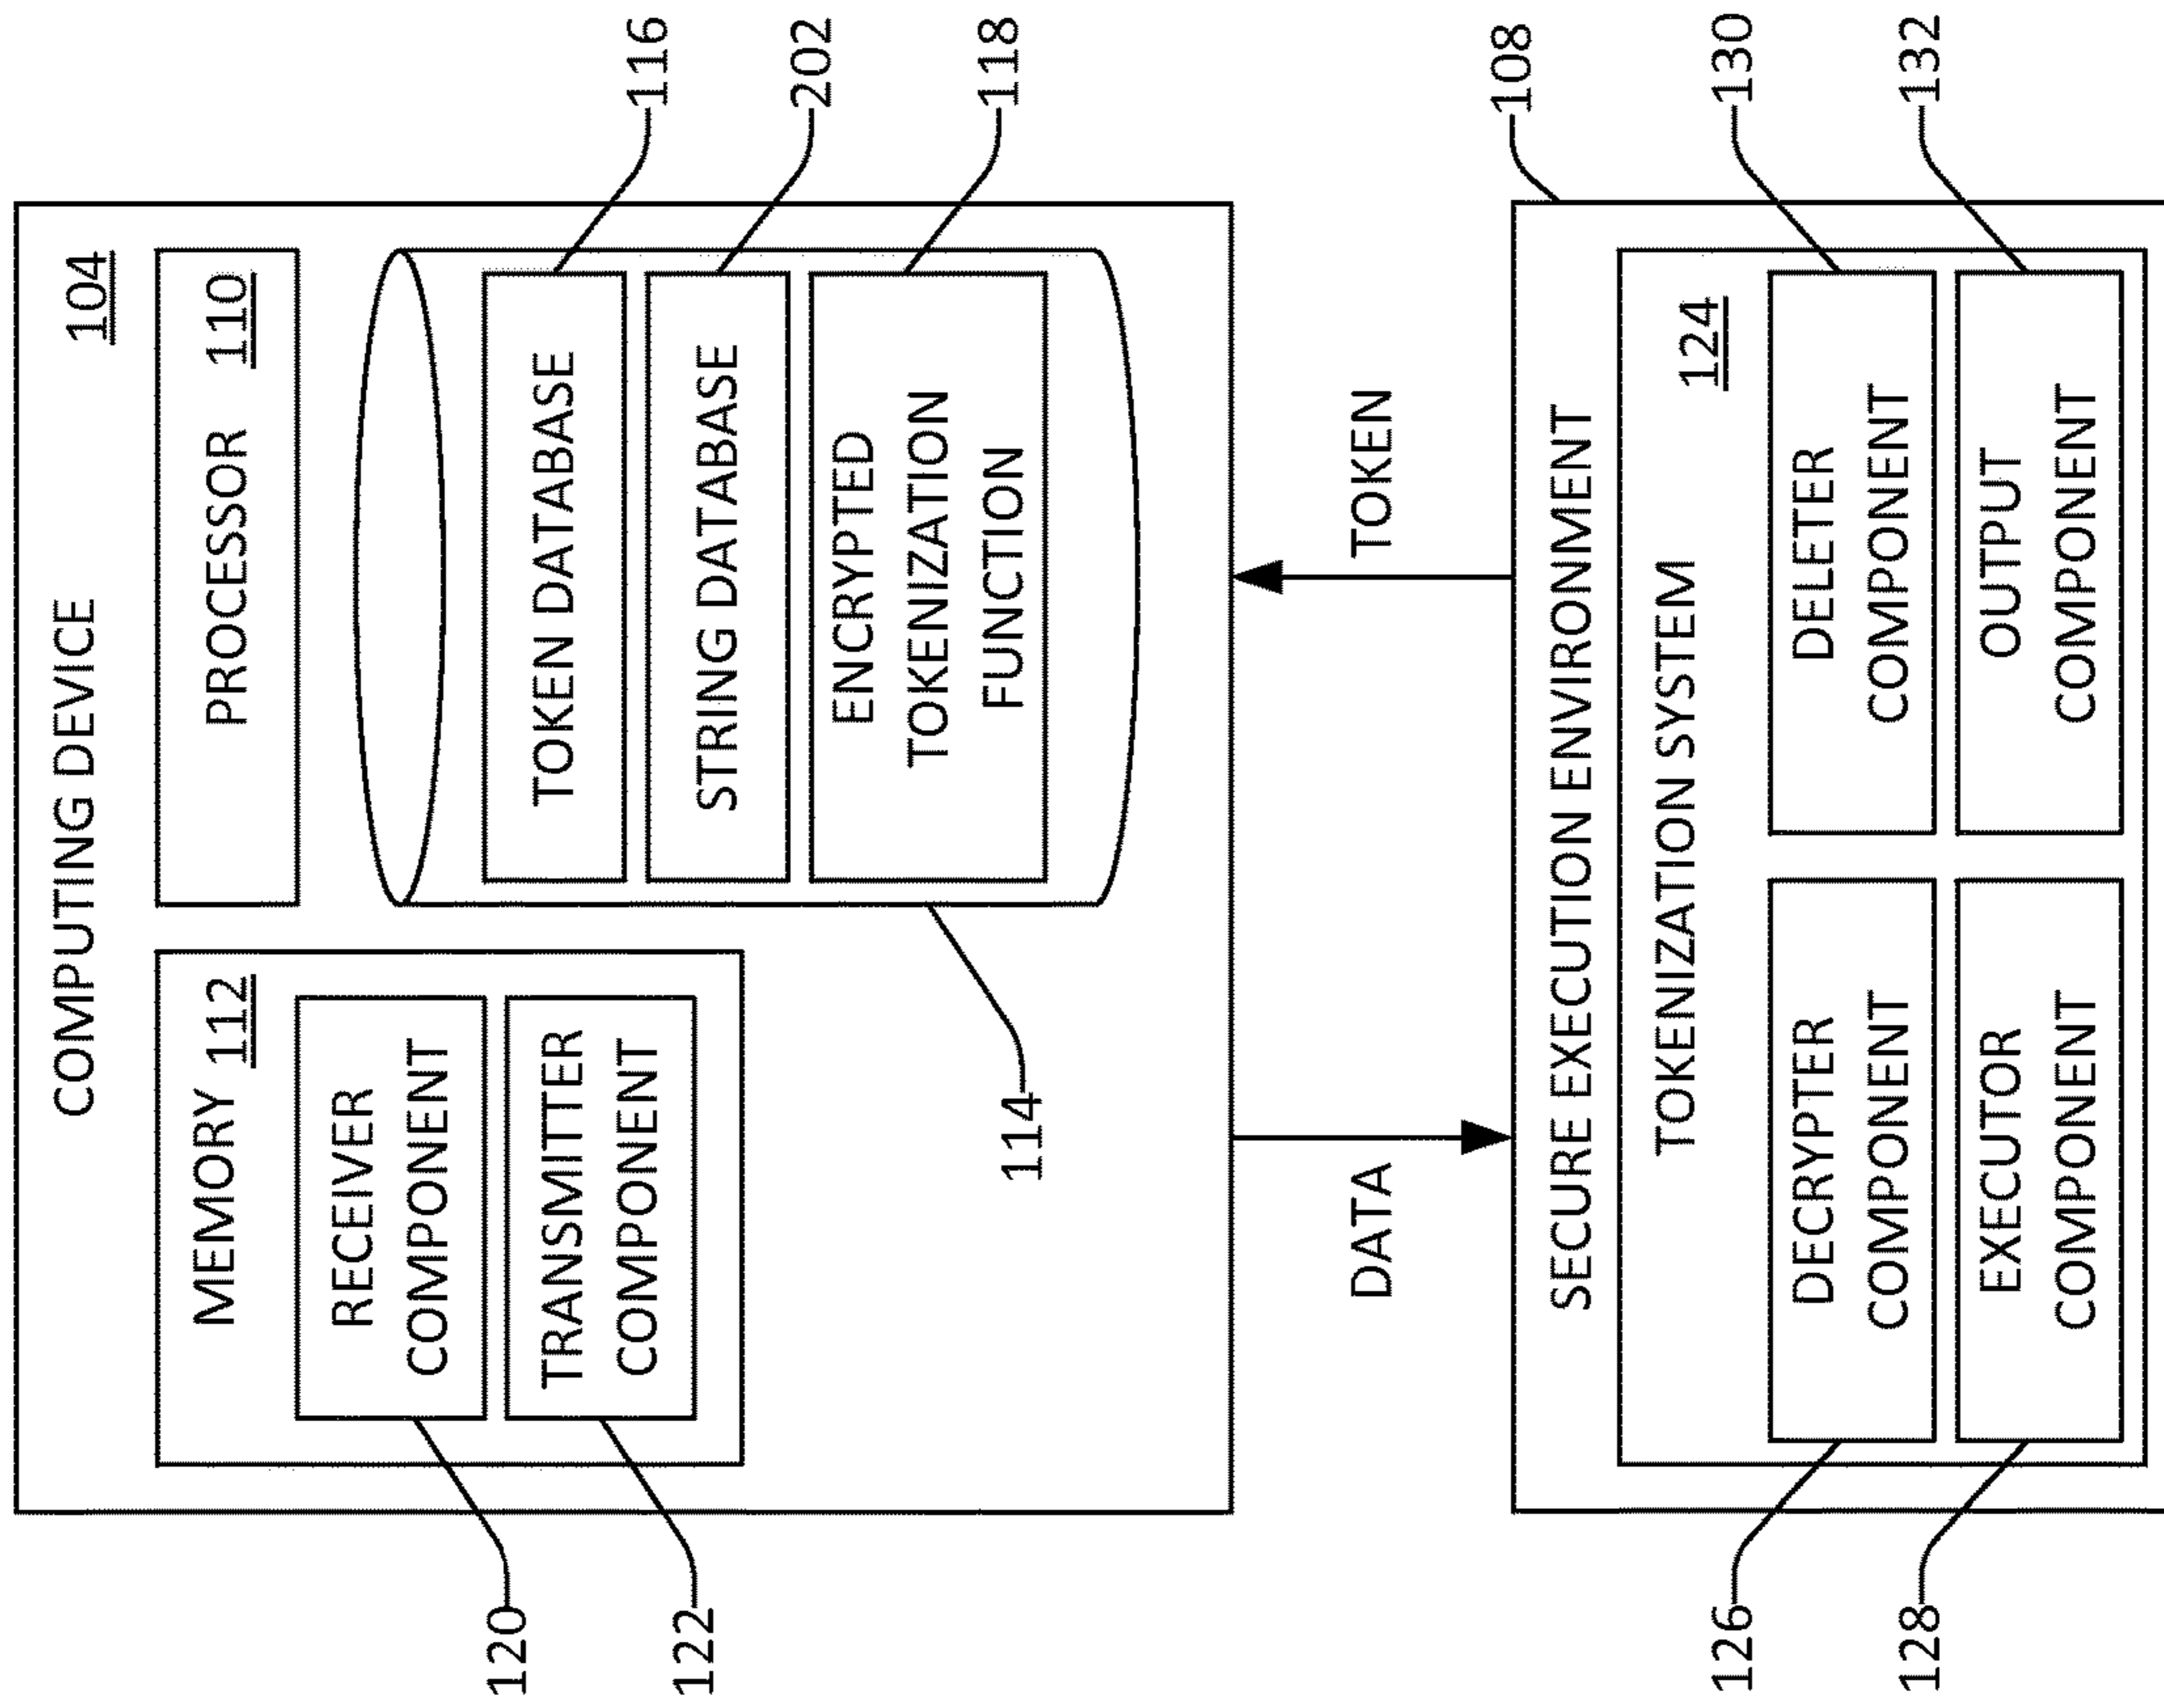 COMPUTING DEVICE
104
MEMORY 112
RECEIVER
COMPONENT
TRANSMITTER
COMPONENT
120
122
PROCESSOR 110
TOKEN DATABASE
STRING DATABASE
ENCRYPTED
TOKENIZATION
FUNCTION
116
202
118
114
DATA
TOKEN
SECURE EXECUTION ENVIRONMENT
108
TOKENIZATION SYSTEM
124
DECRYPTER
COMPONENT
DELETER
COMPONENT
EXECUTOR
COMPONENT
OUTPUT
COMPONENT
126
128
130
132